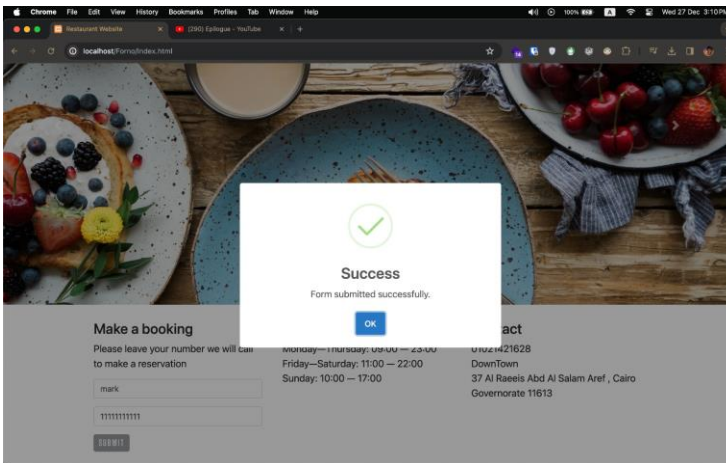 Chrome File Edit View History Bookmarks Profiles Tab Window Help 100% A Wed 27 Dec 3:10PM
Restaurant Website (290) Epilogue - YouTube
localhost/Forno/index.html
Success
Form submitted successfully.
OK
Make a booking
Please leave your number we will call
to make a reservation
mark
11111111111
SUBMIT
Monday—Thursday: 09:00 — 23:00
Friday—Saturday: 11:00 — 22:00
Sunday: 10:00 — 17:00
act
01021421628
DownTown
37 Al Raeeis Abd Al Salam Aref , Cairo
Governorate 11613